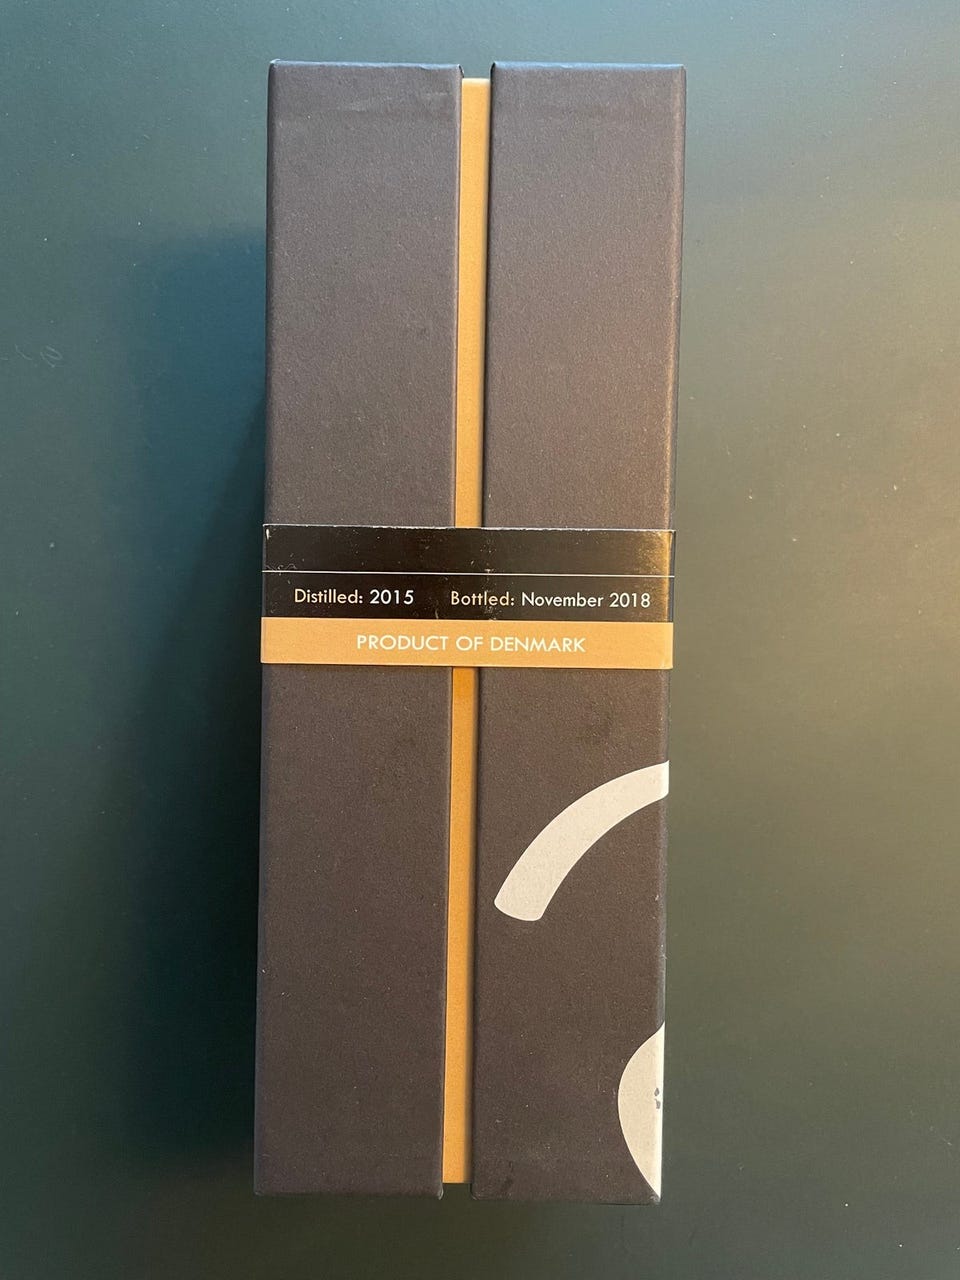 Distilled: 2015 Bottled: November 2018
PRODUCT OF DENMARK